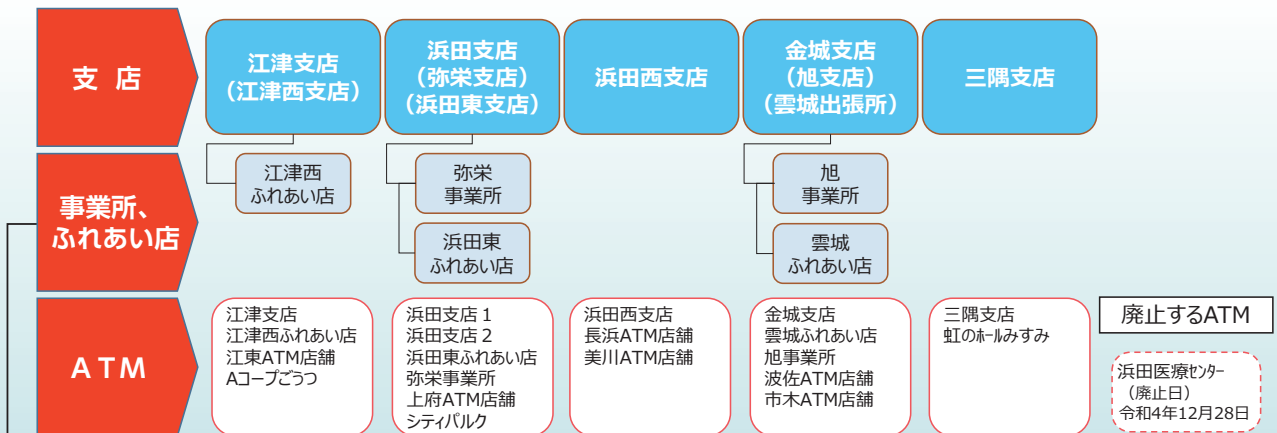 支 店
江津支店
（江津西支店）
浜田支店
（弥栄支店）
（浜田東支店）
浜田西支店
金城支店
（旭支店）
（雲城出張所）
三隅支店
事業所、
ふれあい店
江津西
ふれあい店
弥栄
事業所
浜田東
ふれあい店
旭
事業所
雲城
ふれあい店
ＡＴＭ
江津支店
江津西ふれあい店
江東ATM店舗
Aコープごうつ
浜田支店１
浜田支店２
浜田東ふれあい店
弥栄事業所
上府ATM店舗
シティパルク
浜田西支店
長浜ATM店舗
美川ATM店舗
金城支店
雲城ふれあい店
旭事業所
波佐ATM店舗
市木ATM店舗
三隅支店
虹のホールみすみ
廃止するATM
浜田医療センター
（廃止日）
令和4年12月28日